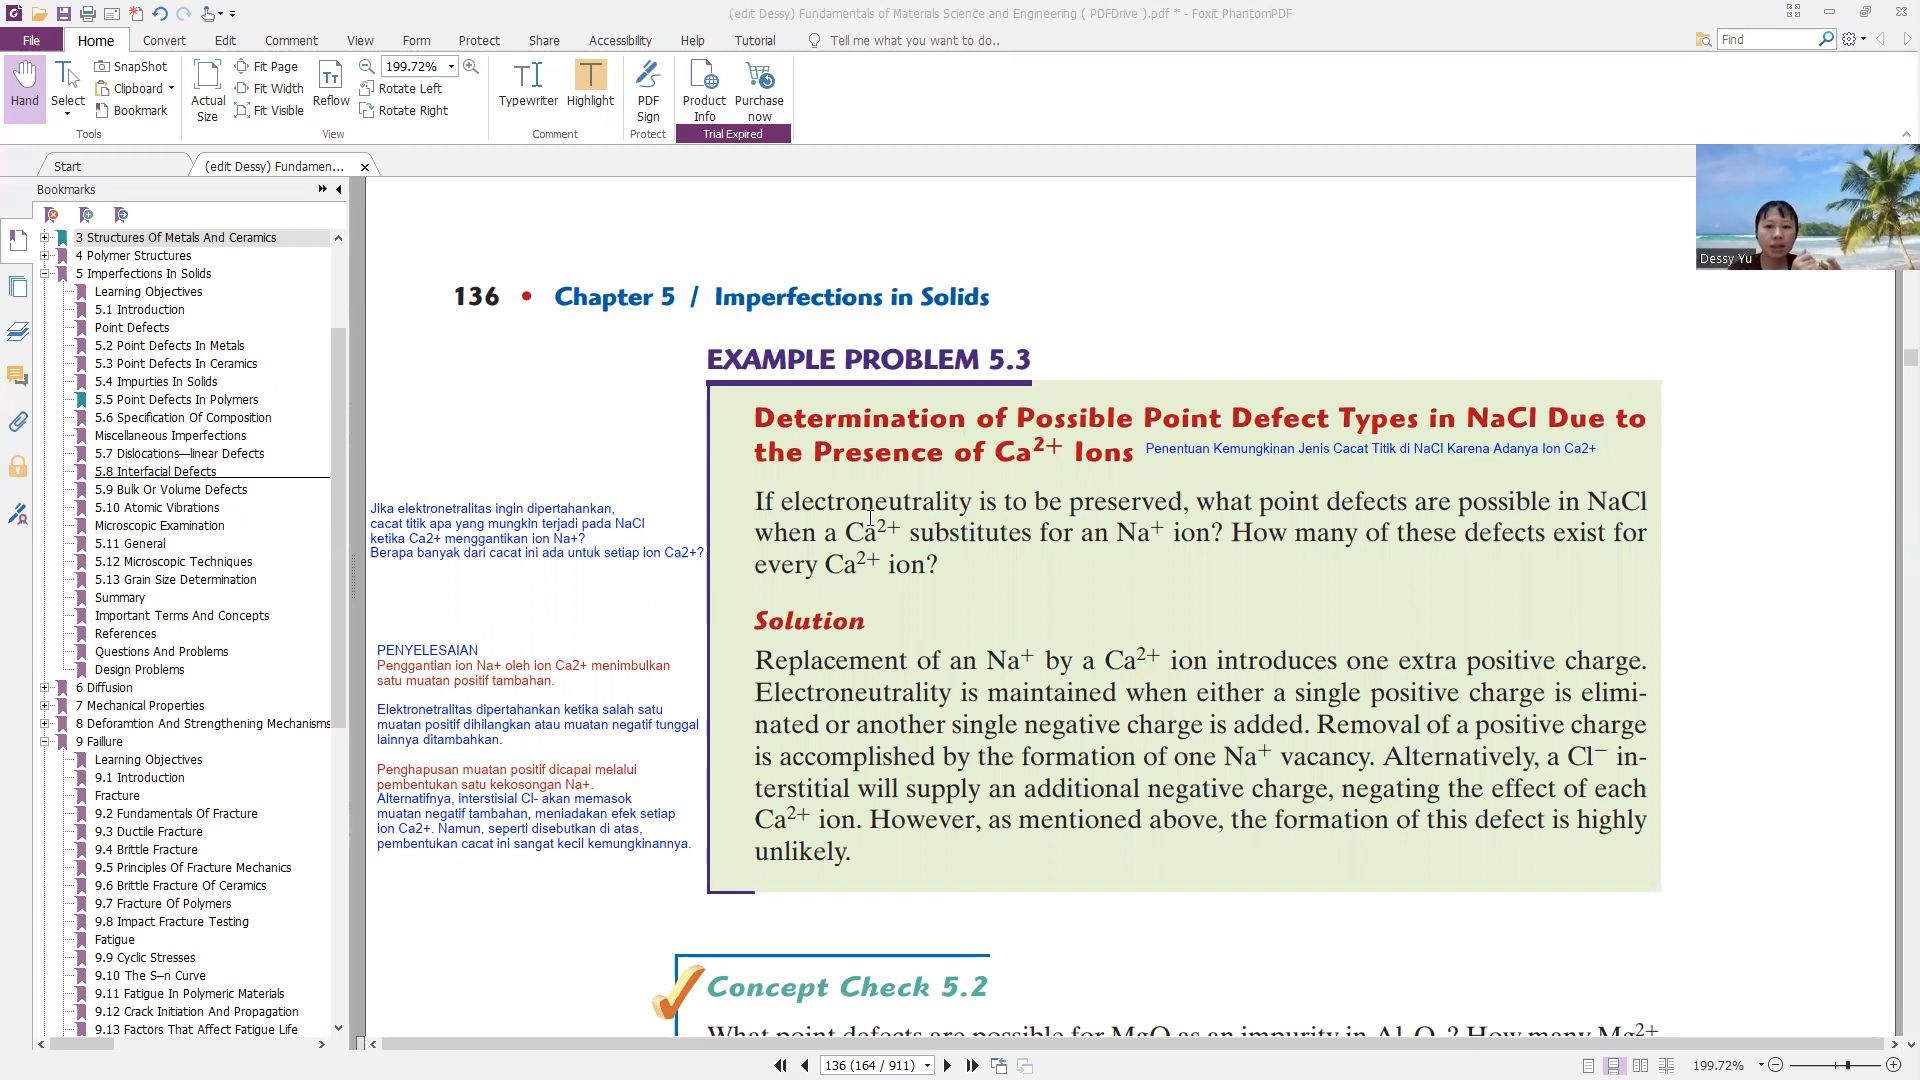 (edit Dessy) Fundamentals of Materials Science and Engineering ( PDFDrive ).pdf * - Foxit PhantomPDF
File Home Convert Edit Comment View Form Protect Share Accessibility Help Tutorial Tell me what you want to do.. Find
Hand Select SnapShot Clipboard Bookmark Actual Size Fit Page Fit Width Fit Visible Reflow 199.72% Rotate Left Rotate Right Typewriter Highlight PDF Sign Product Info Purchase now
Tools View Comment Protect Trial Expired
Start (edit Dessy) Fundamen...
Bookmarks
3 Structures Of Metals And Ceramics
4 Polymer Structures
5 Imperfections In Solids
Learning Objectives
5.1 Introduction
Point Defects
5.2 Point Defects In Metals
5.3 Point Defects In Ceramics
5.4 Impurties In Solids
5.5 Point Defects In Polymers
5.6 Specification Of Composition
Miscellaneous Imperfections
5.7 Dislocations—linear Defects
5.8 Interfacial Defects
5.9 Bulk Or Volume Defects
5.10 Atomic Vibrations
Microscopic Examination
5.11 General
5.12 Microscopic Techniques
5.13 Grain Size Determination
Summary
Important Terms And Concepts
References
Questions And Problems
Design Problems
6 Diffusion
7 Mechanical Properties
8 Deforamtion And Strengthening Mechanisms
9 Faillure
Learning Objectives
9.1 Introduction
Fracture
9.2 Fundamentals Of Fracture
9.3 Ductile Fracture
9.4 Brittle Fracture
9.5 Principles Of Fracture Mechanics
9.6 Brittle Fracture Of Ceramics
9.7 Fracture Of Polymers
9.8 Impact Fracture Testing
Fatigue
9.9 Cyclic Stresses
9.10 The S—n Curve
9.11 Fatigue In Polymeric Materials
9.12 Crack Initiation And Propagation
9.13 Factors That Affect Fatigue Life
Dessy Yu
136 • Chapter 5 / Imperfections in Solids
EXAMPLE PROBLEM 5.3
Determination of Possible Point Defect Types in NaCl Due to
the Presence of Ca²⁺ Ions
Penentuan Kemungkinan Jenis Cacat Titik di NaCl Karena Adanya Ion Ca2+
If electroneutrality is to be preserved, what point defects are possible in NaCl
when a Ca²⁺ substitutes for an Na⁺ ion? How many of these defects exist for
every Ca²⁺ ion?
Jika elektronetralitas ingin dipertahankan,
cacat titik apa yang mungkin terjadi pada NaCl
ketika Ca2+ menggantikan ion Na+?
Berapa banyak dari cacat ini ada untuk setiap ion Ca2+?
Solution
Replacement of an Na⁺ by a Ca²⁺ ion introduces one extra positive charge.
Electroneutrality is maintained when either a single positive charge is elimi-
nated or another single negative charge is added. Removal of a positive charge
is accomplished by the formation of one Na⁺ vacancy. Alternatively, a Cl⁻ in-
terstitial will supply an additional negative charge, negating the effect of each
Ca²⁺ ion. However, as mentioned above, the formation of this defect is highly
unlikely.
PENYELESAIAN
Penggantian ion Na+ oleh ion Ca2+ menimbulkan
satu muatan positif tambahan.
Elektronetralitas dipertahankan ketika salah satu
muatan positif dihilangkan atau muatan negatif tunggal
lainnya ditambahkan.
Penghapusan muatan positif dicapai melalui
pembentukan satu kekosongan Na+.
Alternatifnya, interstisial Cl- akan memasok
muatan negatif tambahan, meniadakan efek setiap
ion Ca2+. Namun, seperti disebutkan di atas,
pembentukan cacat ini sangat kecil kemungkinannya.
Concept Check 5.2
What point defects are possible for MgO as an impurity in Al₂O₃? How many Mg²⁺
136 (164 / 911) 199.72%